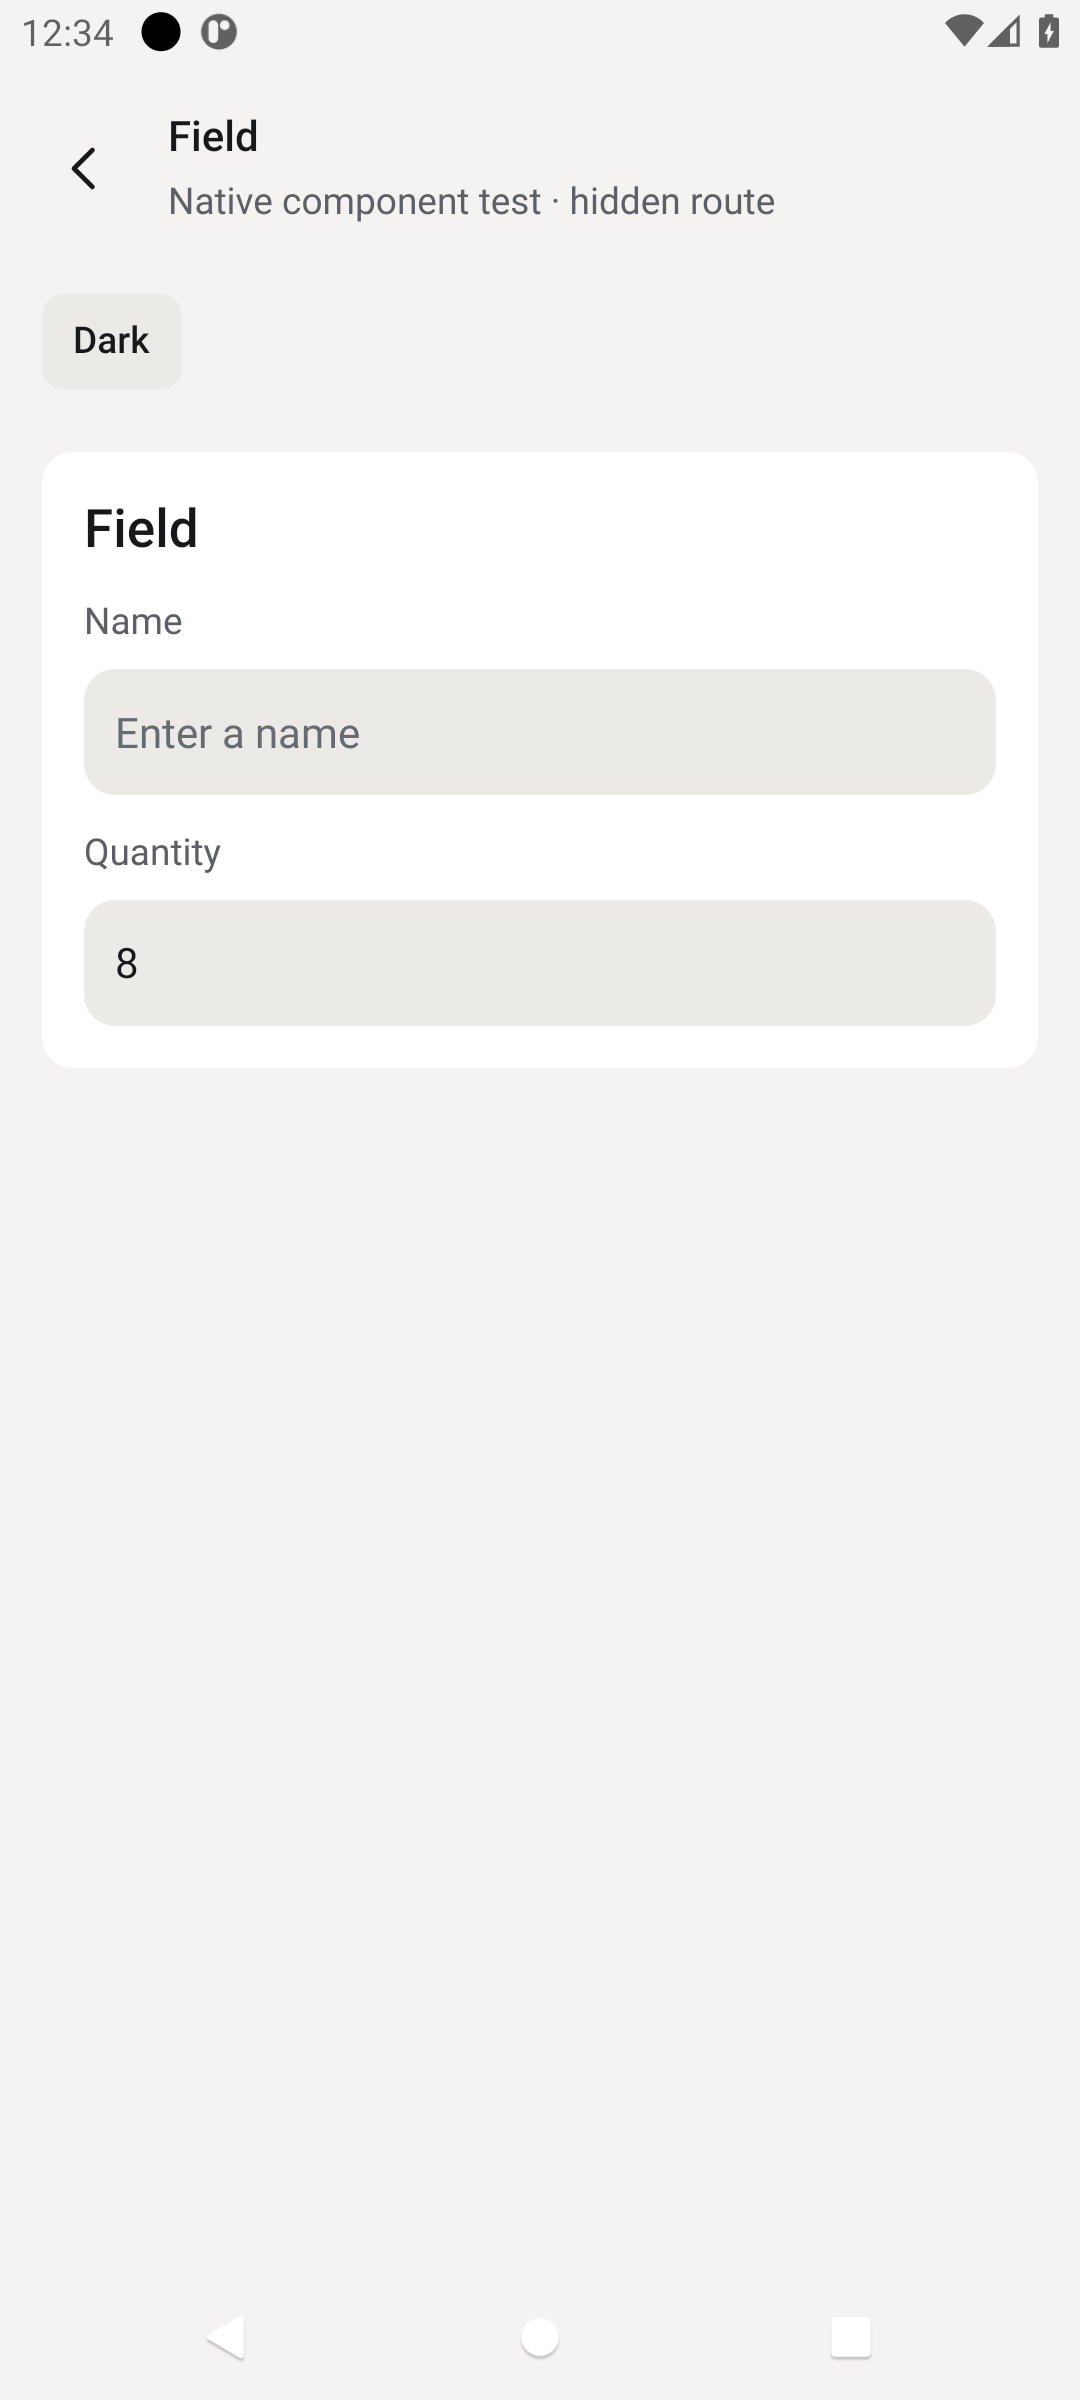 12:34
Field
Native component test · hidden route
Dark
Field
Name
Enter a name
Quantity
8